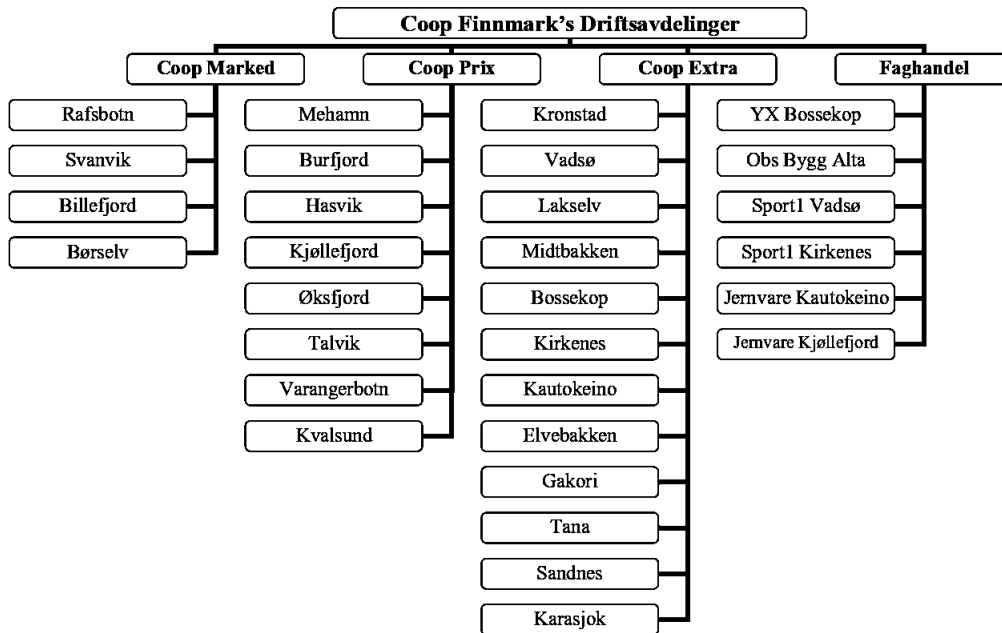 Coop Finnmark's Driftsavdelinger
Coop Marked
Rafsbotn
Svanvik
Billefjord
Børselv
Coop Prix
Mehamn
Burfjord
Hasvik
Kjøllefjord
Øksfjord
Talvik
Varangerbotn
Kvalsund
Coop Extra
Kronstad
Vadsø
Lakselv
Midtbakken
Bossekop
Kirkenes
Kautokeino
Elvebakken
Gakori
Tana
Sandnes
Karasjok
Faghandel
YX Bossekop
Obs Bygg Alta
Sport1 Vadsø
Sport1 Kirkenes
Jernvare Kautokeino
Jernvare Kjøllefjord